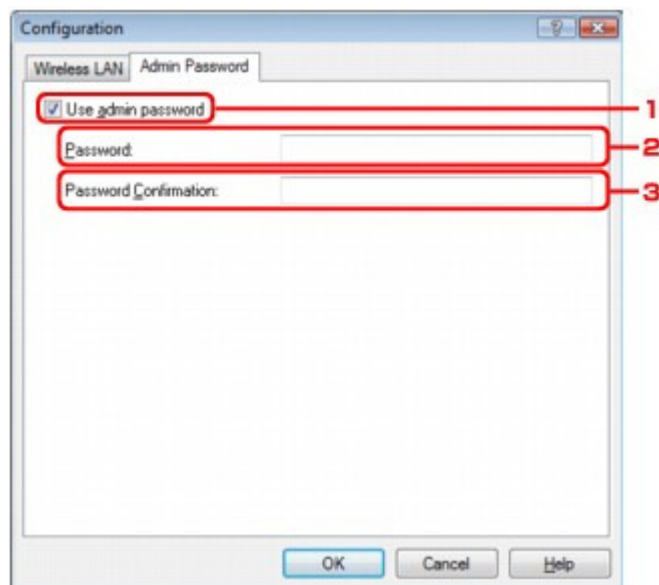 Configuration
Wireless LAN Admin Password
Use admin password 1
Password: 2
Password Confirmation: 3
OK Cancel Help